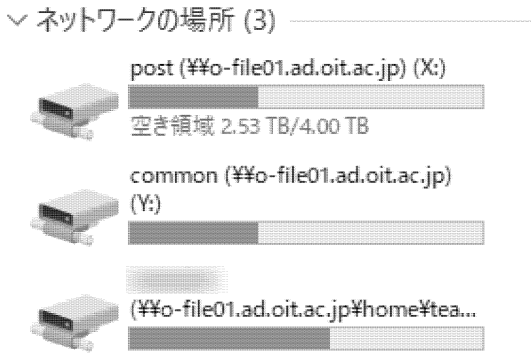 ネットワークの場所 (3)
post (¥¥o-file01.ad.oit.ac.jp) (X:)
空き領域 2.53 TB/4.00 TB
common (¥¥o-file01.ad.oit.ac.jp)
(Y:)
(¥¥o-file01.ad.oit.ac.jp¥home¥tea...